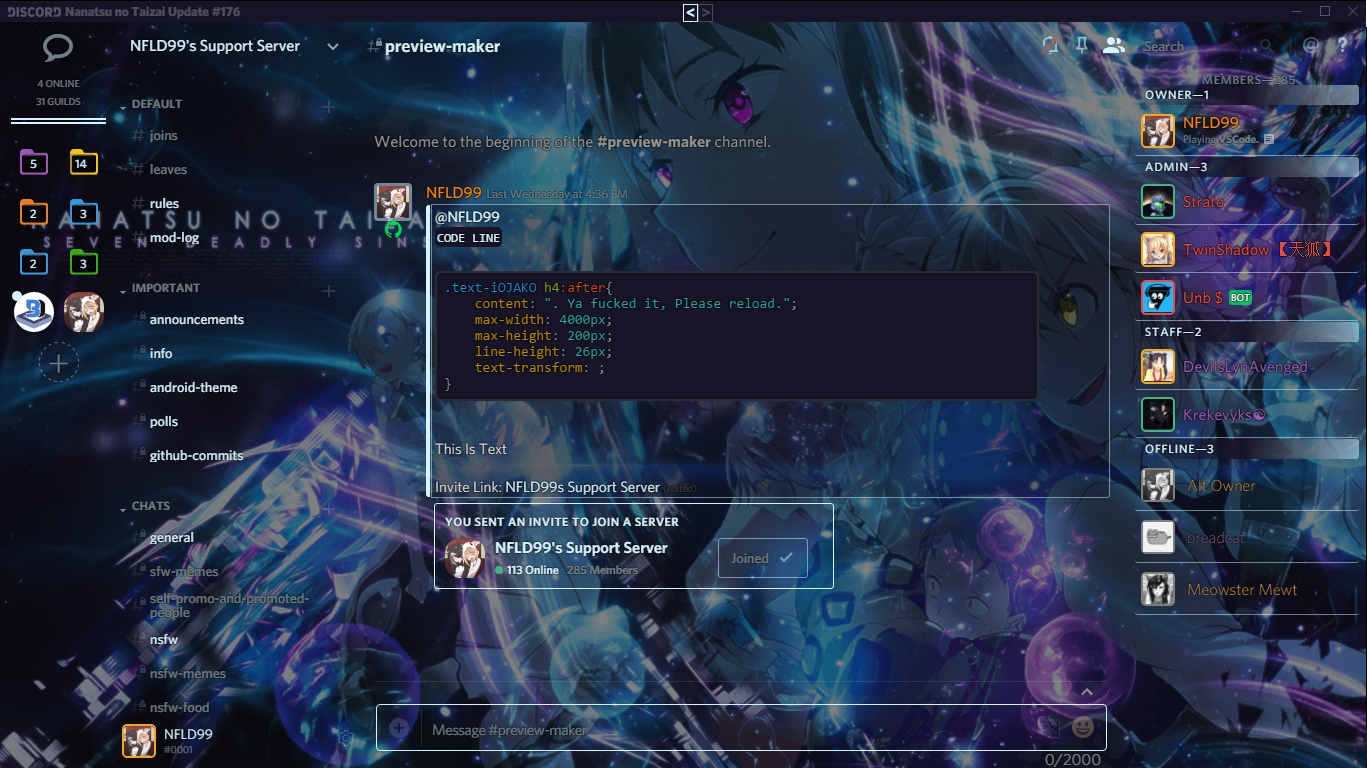 DISCORD Nanatsu no Taizai Update #176
< >
4 ONLINE
31 GUILDS
5
14
2
3
2
3
NFLD99's Support Server
DEFAULT
# joins
# leaves
# rules
# mod-log
NANATSU NO TAIZA
SEVEN DEADLY SINS
IMPORTANT
# announcements
# info
# android-theme
# polls
# github-commits
CHATS
# general
# sfw-memes
# self-promo-and-promoted-
people
# nsfw
# nsfw-memes
# nsfw-food
NFLD99
#0001
# preview-maker
Search
@ ?
Welcome to the beginning of the #preview-maker channel.
NFLD99 Last Wednesday at 4:36 PM
@NFLD99
CODE LINE
.text-iOJAKO h4:after{
content: ". Ya fucked it, Please reload.";
max-width: 4000px;
max-height: 200px;
line-height: 26px;
text-transform: ;
}
This Is Text
Invite Link: NFLD99s Support Server (edited)
YOU SENT AN INVITE TO JOIN A SERVER
NFLD99's Support Server
113 Online 285 Members
Joined
Message #preview-maker
0/2000
MEMBERS—285
OWNER—1
NFLD99
Playing VSCode.
ADMIN—3
Strato
TwinShadow 【天狐】
Unb $ BOT
STAFF—2
DevilsLynAvenged
Krekevyks☯
OFFLINE—3
Alt Owner
breadcat
Meowster Mewt